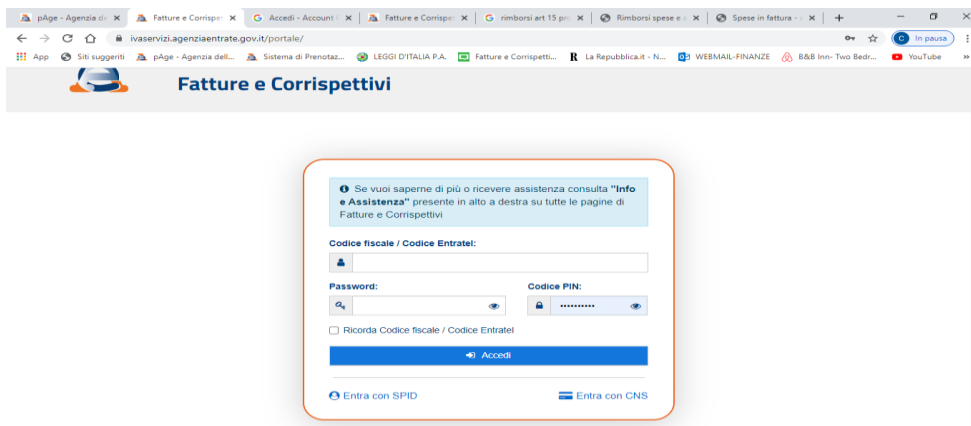 pAge - Agenzia de
Fatture e Corrispet
Accedi - Account
Fatture e Corrispet
rimborsi art 15 pro
Rimborsi spese e
Spese in fattura -
ivaservizi.agenziaentrate.gov.it/portale/
C In pausa
App
Siti suggeriti
pAge - Agenzia dell...
Sistema di Prenotaz...
LEGGI D'ITALIA P.A.
Fatture e Corrispetti...
R La Repubblica.it - N...
WEBMAIL-FINANZE
B&B Inn- Two Bedr...
YouTube
»
Fatture e Corrispettivi
Se vuoi saperne di più o ricevere assistenza consulta "Info
e Assistenza" presente in alto a destra su tutte le pagine di
Fatture e Corrispettivi
Codice fiscale / Codice Entratel:
Password:
Codice PIN:
••••••••••
Ricorda Codice fiscale / Codice Entratel
Accedi
Entra con SPID
Entra con CNS